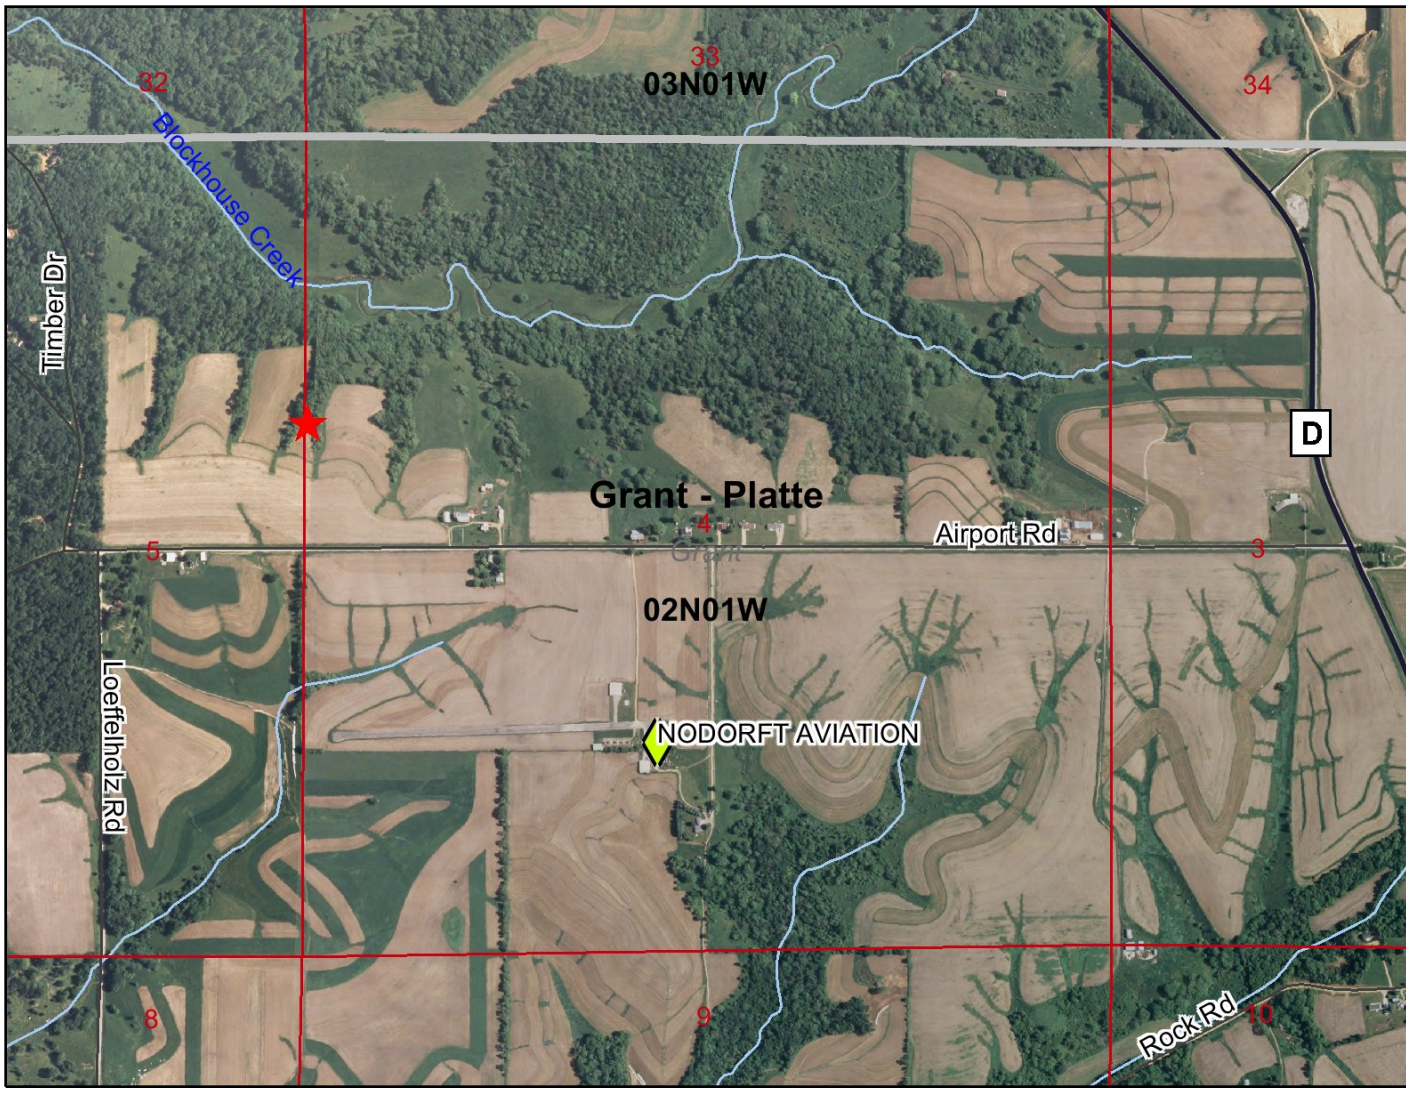 32
33
34
03N01W
Blockhouse Creek
Timber Dr
D
Grant - Platte
4
Airport Rd
5
Grant
3
02N01W
Loeffelholz Rd
NODORFT AVIATION
8
9
10
Rock Rd